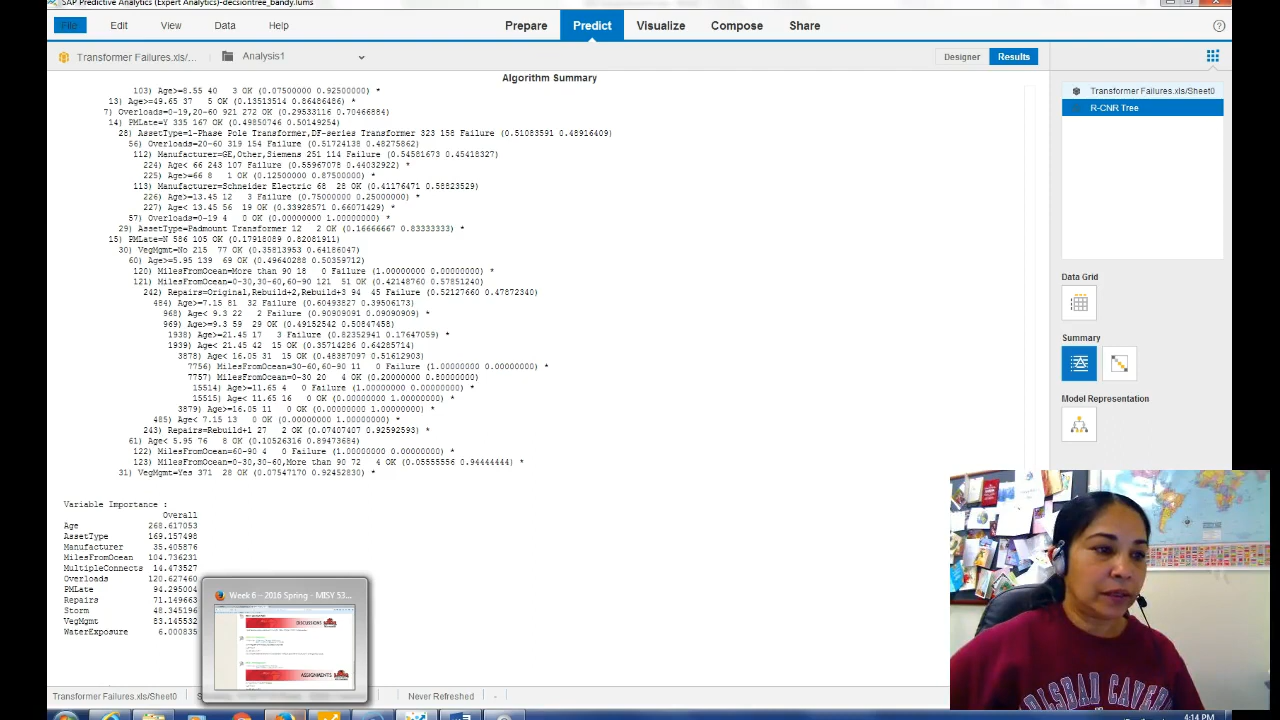 SAP Predictive Analytics (Expert Analytics)-decsiontree_bandy.lums
File Edit View Data Help Prepare Predict Visualize Compose Share
Transformer Failures.xls/... Analysis1 Designer Results
Algorithm Summary
103) Age>=8.55 40 3 OK (0.07500000 0.92500000) *
13) Age>=49.65 37 5 OK (0.13513514 0.86486486) *
7) Overloads=0-19,20-60 921 272 OK (0.29533116 0.70466884)
14) PMLate=Y 335 167 OK (0.49850746 0.50149254)
28) AssetType=1-Phase Pole Transformer,DF-series Transformer 323 158 Failure (0.51083591 0.48916409)
56) Overloads=20-60 319 154 Failure (0.51724138 0.48275862)
112) Manufacturer=GE,Other,Siemens 251 114 Failure (0.54581673 0.45418327)
224) Age< 66 243 107 Failure (0.55967078 0.44032922) *
225) Age>=66 8 1 OK (0.12500000 0.87500000) *
113) Manufacturer=Schneider Electric 68 28 OK (0.41176471 0.58823529)
226) Age>=13.45 12 3 Failure (0.75000000 0.25000000) *
227) Age< 13.45 56 19 OK (0.33928571 0.66071429) *
57) Overloads=0-19 4 0 OK (0.00000000 1.00000000) *
29) AssetType=Padmount Transformer 12 2 OK (0.16666667 0.83333333) *
15) PMLate=N 586 105 OK (0.17918089 0.82081911)
30) VegMgmt=No 215 77 OK (0.35813953 0.64186047)
60) Age>=5.95 139 69 OK (0.49640288 0.50359712)
120) MilesFromOcean=More than 90 18 0 Failure (1.00000000 0.00000000) *
121) MilesFromOcean=0-30,30-60,60-90 121 51 OK (0.42148760 0.57851240)
242) Repairs=Original,Rebuild+2,Rebuild+3 94 45 Failure (0.52127660 0.47872340)
484) Age>=7.15 81 32 Failure (0.60493827 0.39506173)
968) Age< 9.3 22 2 Failure (0.90909091 0.09090909) *
969) Age>=9.3 59 29 OK (0.49152542 0.50847458)
1938) Age>=21.45 17 3 Failure (0.82352941 0.17647059) *
1939) Age< 21.45 42 15 OK (0.35714286 0.64285714)
3878) Age< 16.05 31 15 OK (0.48387097 0.51612903)
7756) MilesFromOcean=30-60,60-90 11 0 Failure (1.00000000 0.00000000) *
7757) MilesFromOcean=0-30 20 4 OK (0.20000000 0.80000000)
15514) Age>=11.65 4 0 Failure (1.00000000 0.00000000) *
15515) Age< 11.65 16 0 OK (0.00000000 1.00000000) *
3879) Age>=16.05 11 0 OK (0.00000000 1.00000000) *
485) Age< 7.15 13 0 OK (0.00000000 1.00000000) *
243) Repairs=Rebuild+1 27 2 OK (0.07407407 0.92592593) *
61) Age< 5.95 76 8 OK (0.10526316 0.89473684)
122) MilesFromOcean=60-90 4 0 Failure (1.00000000 0.00000000) *
123) MilesFromOcean=0-30,30-60,More than 90 72 4 OK (0.05555556 0.94444444) *
31) VegMgmt=Yes 371 28 OK (0.07547170 0.92452830) *
Variable Importance :
Overall
Age 268.617053
AssetType 169.157498
Manufacturer 35.405876
MilesFromOcean 104.736231
MultipleConnects 14.473527
Overloads 120.627460
PMLate 94.295004
Repairs 71.149663
Storm 48.345196
VegMgmt 83.145532
WaterExposure 6.000835
Transformer Failures.xls/Sheet0
R-CNR Tree
Data Grid
Summary
Model Representation
Week 6 – 2016 Spring - MISY 53...
DISCUSSIONS
ASSIGNMENTS
Transformer Failures.xls/Sheet0 Never Refreshed -
4:14 PM